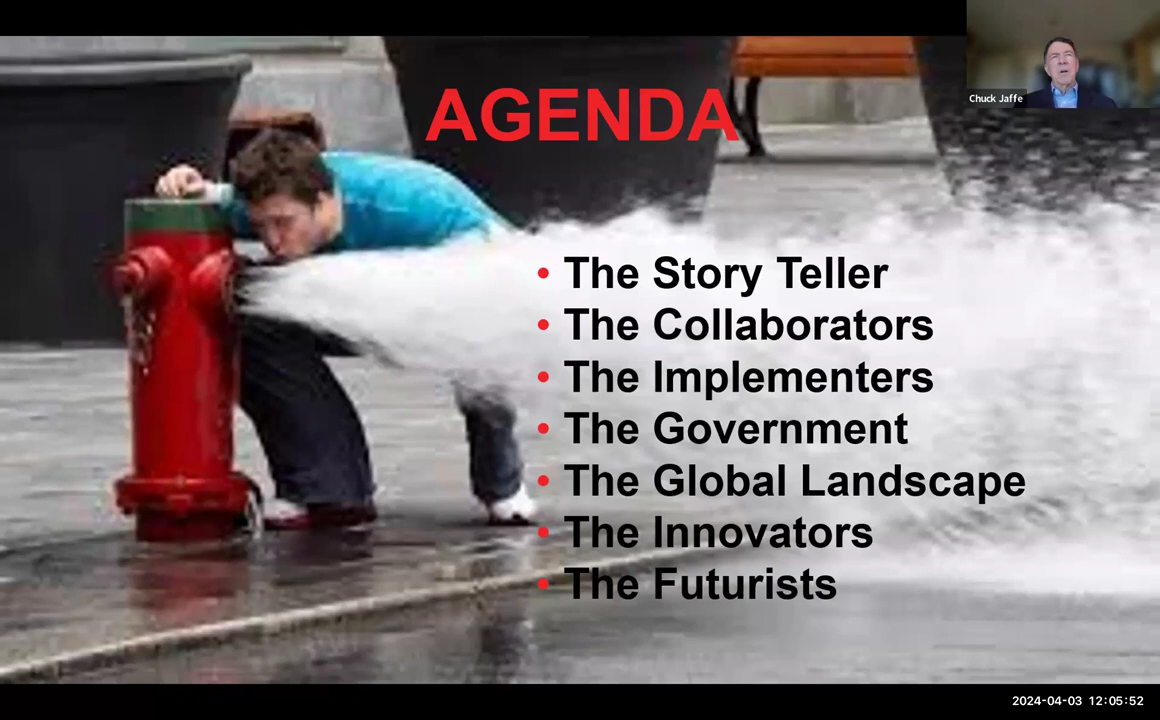 Chuck Jaffe
AGENDA
• The Story Teller
• The Collaborators
• The Implementers
• The Government
• The Global Landscape
• The Innovators
• The Futurists
2024-04-03 12:05:52